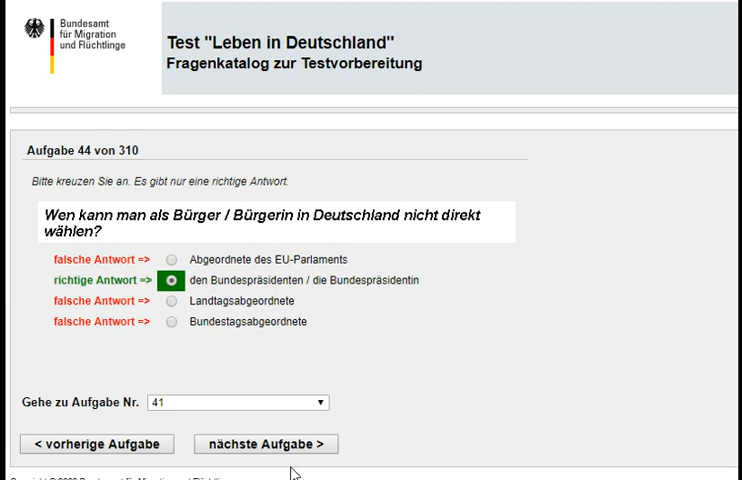 Bundesamt
für Migration
und Flüchtlinge
Test "Leben in Deutschland"
Fragenkatalog zur Testvorbereitung
Aufgabe 44 von 310
Bitte kreuzen Sie an. Es gibt nur eine richtige Antwort.
Wen kann man als Bürger / Bürgerin in Deutschland nicht direkt
wählen?
falsche Antwort => Abgeordnete des EU-Parlaments
richtige Antwort => den Bundespräsidenten / die Bundespräsidentin
falsche Antwort => Landtagsabgeordnete
falsche Antwort => Bundestagsabgeordnete
Gehe zu Aufgabe Nr. 41
< vorherige Aufgabe nächste Aufgabe >